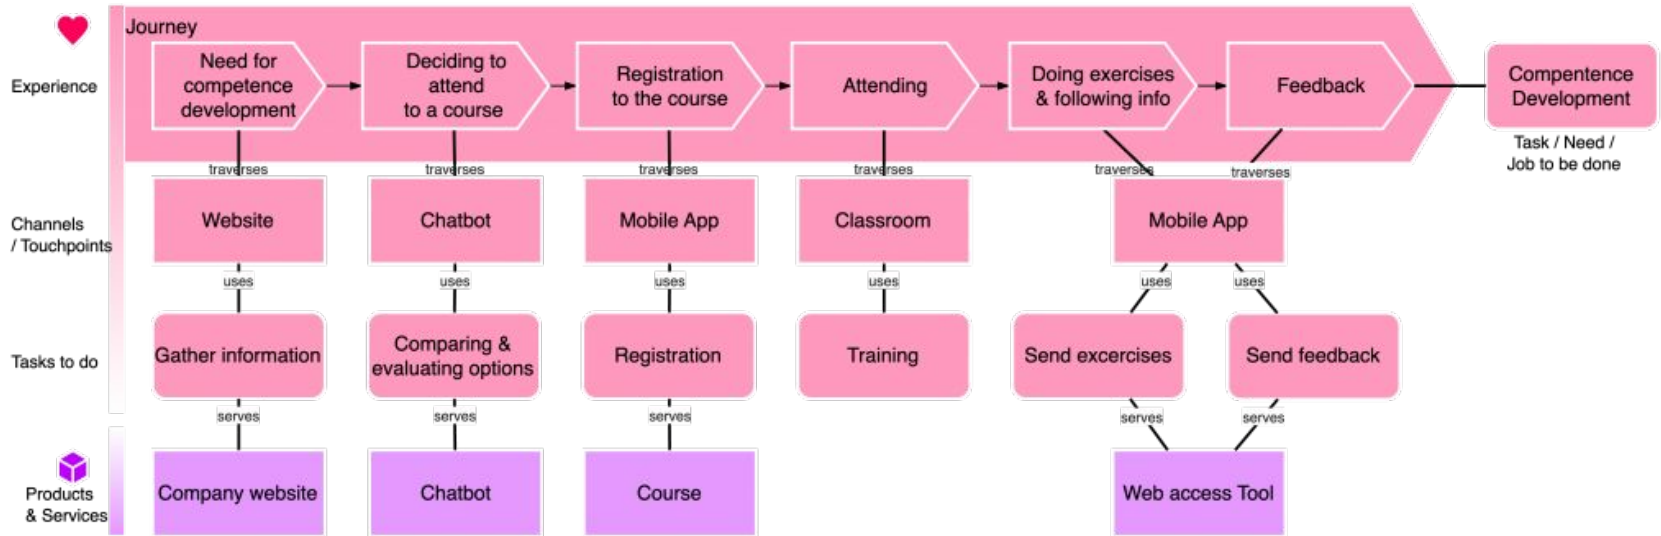 Journey
Experience
Need for
competence
development
Deciding to
attend
to a course
Registration
to the course
Attending
Doing exercises
& following info
Feedback
Compentence
Development
Task / Need /
Job to be done
traverses
traverses
traverses
traverses
traverses
traverses
Channels
/ Touchpoints
Website
Chatbot
Mobile App
Classroom
Mobile App
uses
uses
uses
uses
uses
uses
Tasks to do
Gather information
Comparing &
evaluating options
Registration
Training
Send excercises
Send feedback
serves
serves
serves
serves
serves
Products
& Services
Company website
Chatbot
Course
Web access Tool